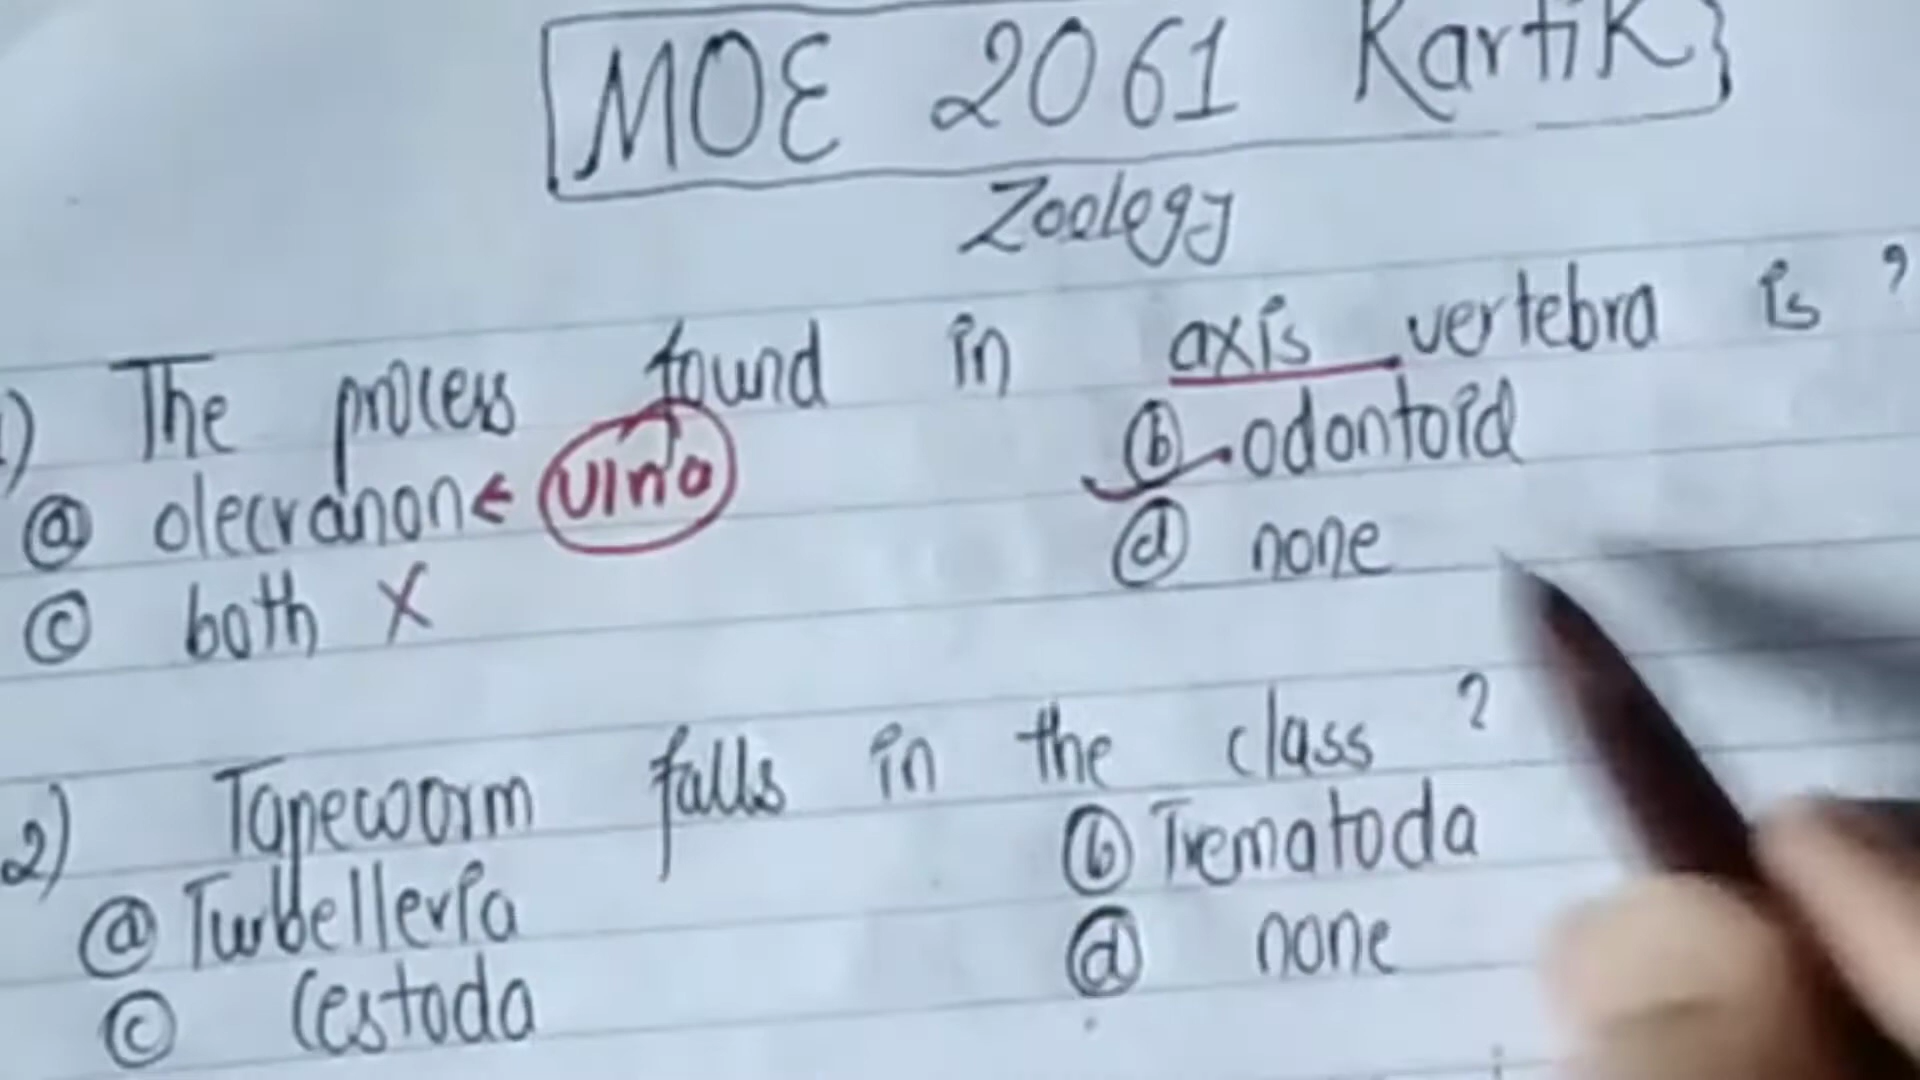 MOE 2061 Kartik
Zoology
1) The process found in axis vertebra is ?
ⓐ olecranon ← Ulna ⓑ odontoid
ⓒ both X ⓓ none
2) Tapeworm falls in the class ?
ⓐ Turbelleria ⓑ Trematoda
ⓒ Cestoda ⓓ none